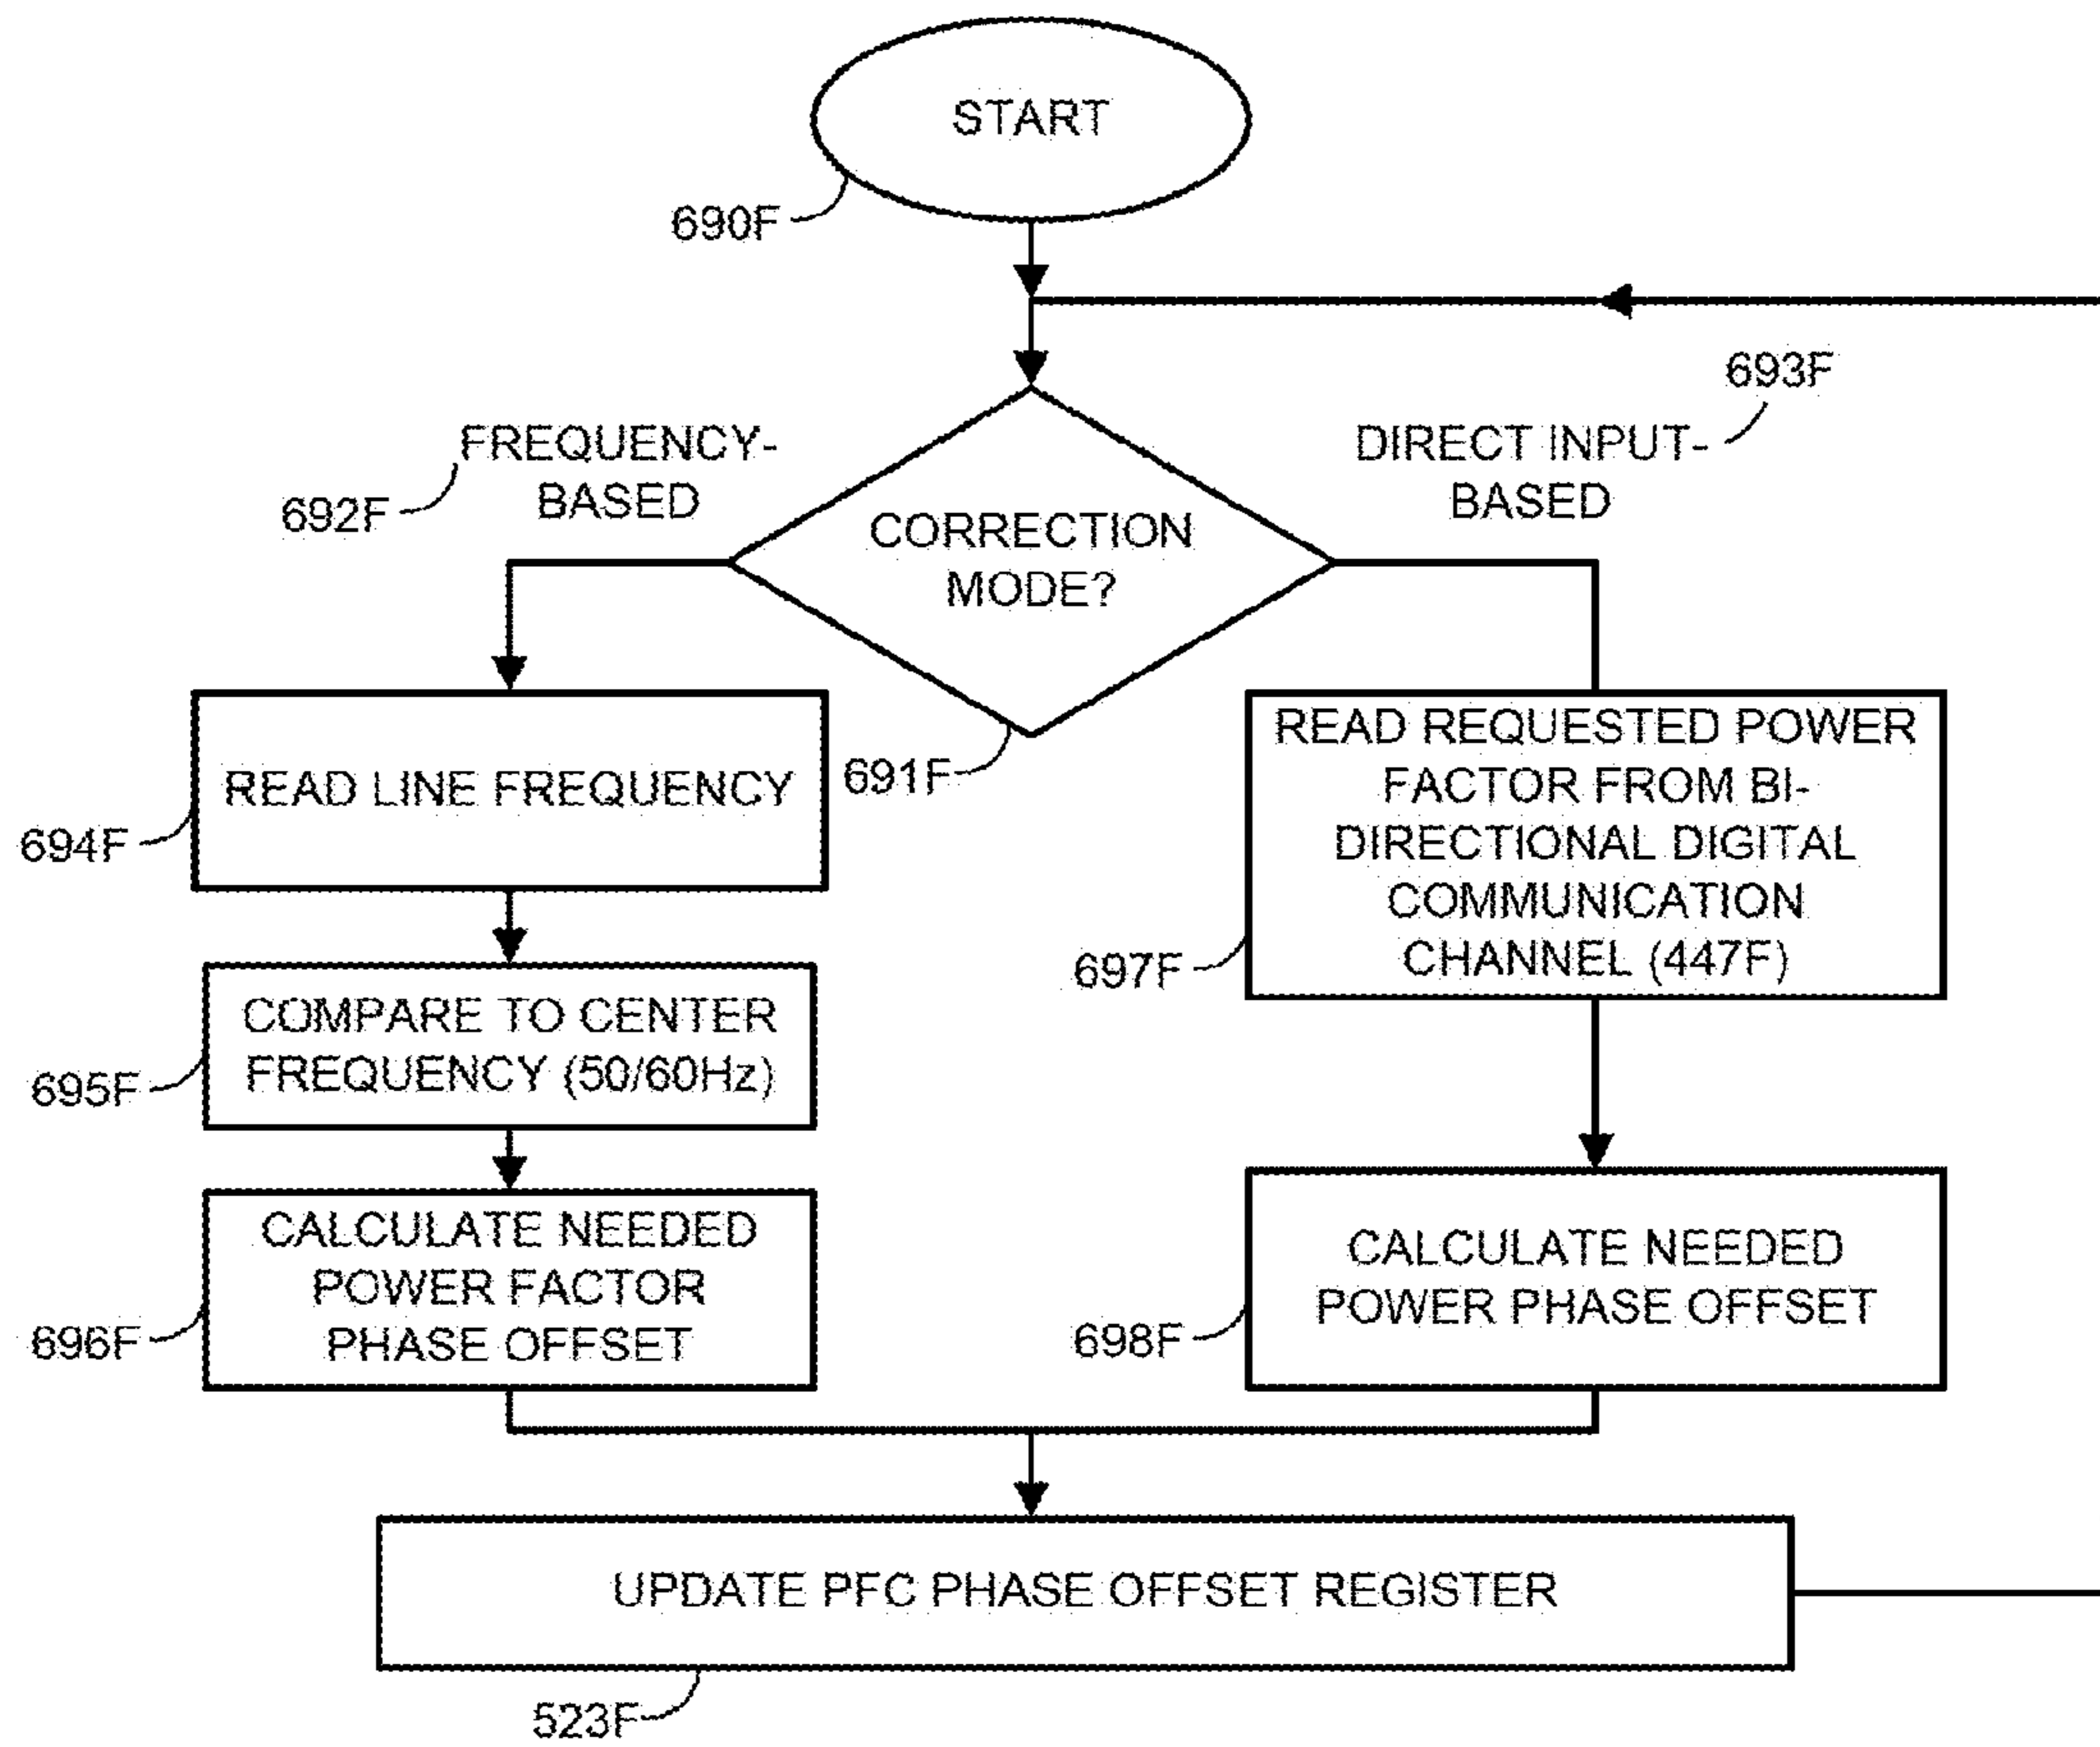 START
690F
693F
FREQUENCY-
BASED
692F
DIRECT INPUT-
BASED
CORRECTION
MODE?
691F
READ LINE FREQUENCY
694F
READ REQUESTED POWER
FACTOR FROM BI-
DIRECTIONAL DIGITAL
COMMUNICATION
CHANNEL (447F)
697F
COMPARE TO CENTER
FREQUENCY (50/60Hz)
695F
CALCULATE NEEDED
POWER FACTOR
PHASE OFFSET
696F
CALCULATE NEEDED
POWER PHASE OFFSET
698F
UPDATE PFC PHASE OFFSET REGISTER
523F